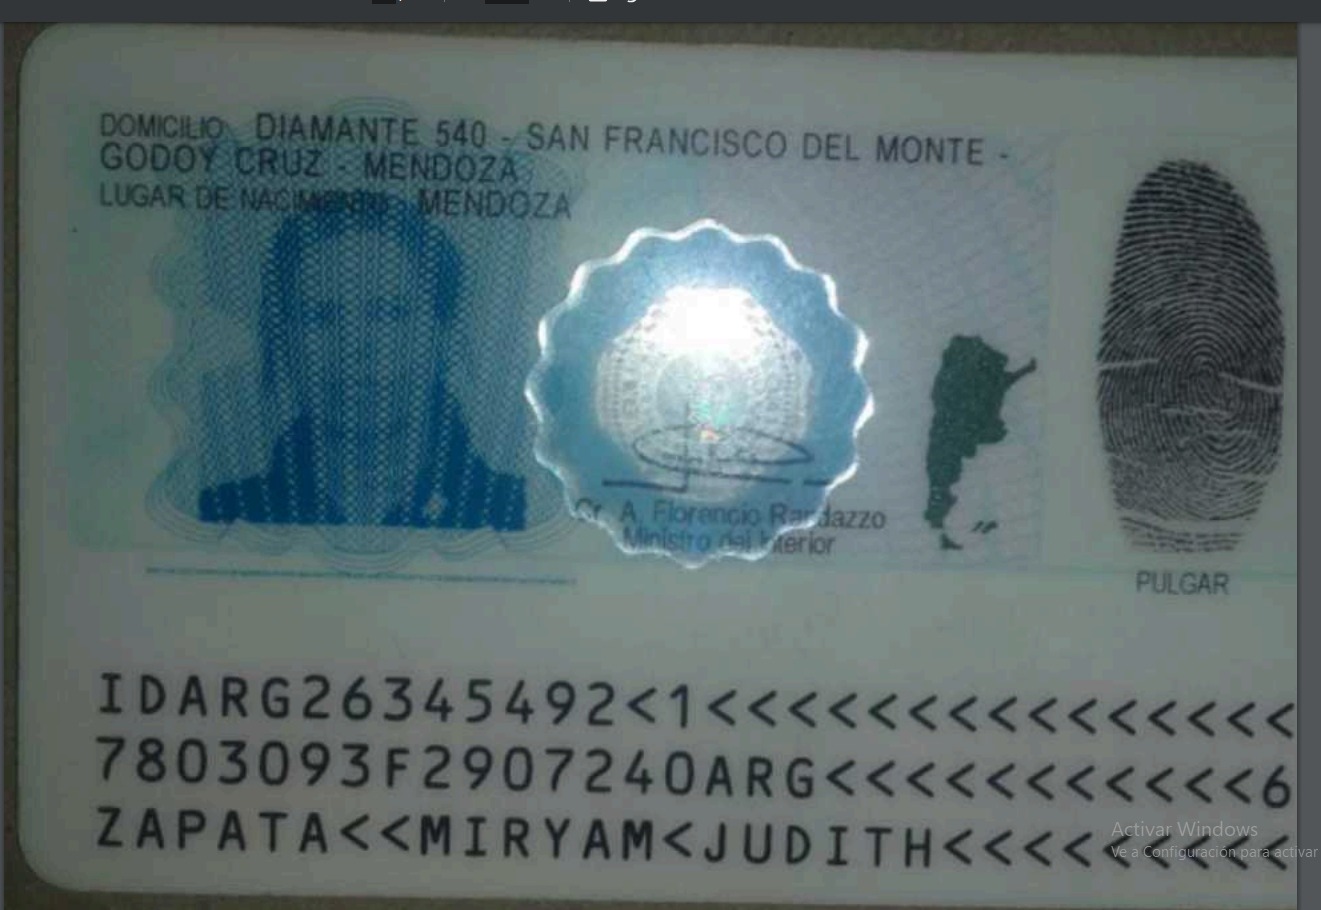 DOMICILIO: DIAMANTE 540 - SAN FRANCISCO DEL MONTE -
GODOY CRUZ - MENDOZA
LUGAR DE NACIMIENTO: MENDOZA
Cr. A. Florencio Randazzo
Ministro del Interior
PULGAR
IDARG26345492<1<<<<<<<<<<<<<<<
7803093F2907240ARG<<<<<<<<<<<6
ZAPATA<<MIRYAM<JUDITH<<<<<<<<<
Activar Windows
Ve a Configuración para activar